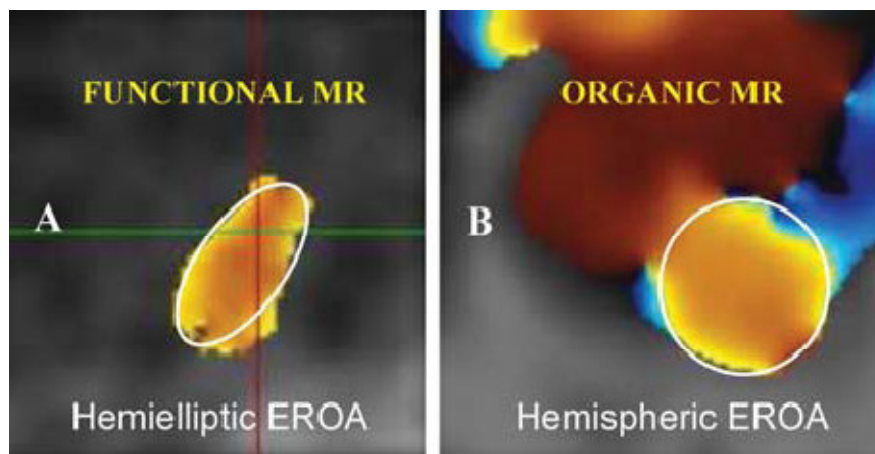 FUNCTIONAL MR
A
Hemielliptic EROA
ORGANIC MR
B
Hemispheric EROA